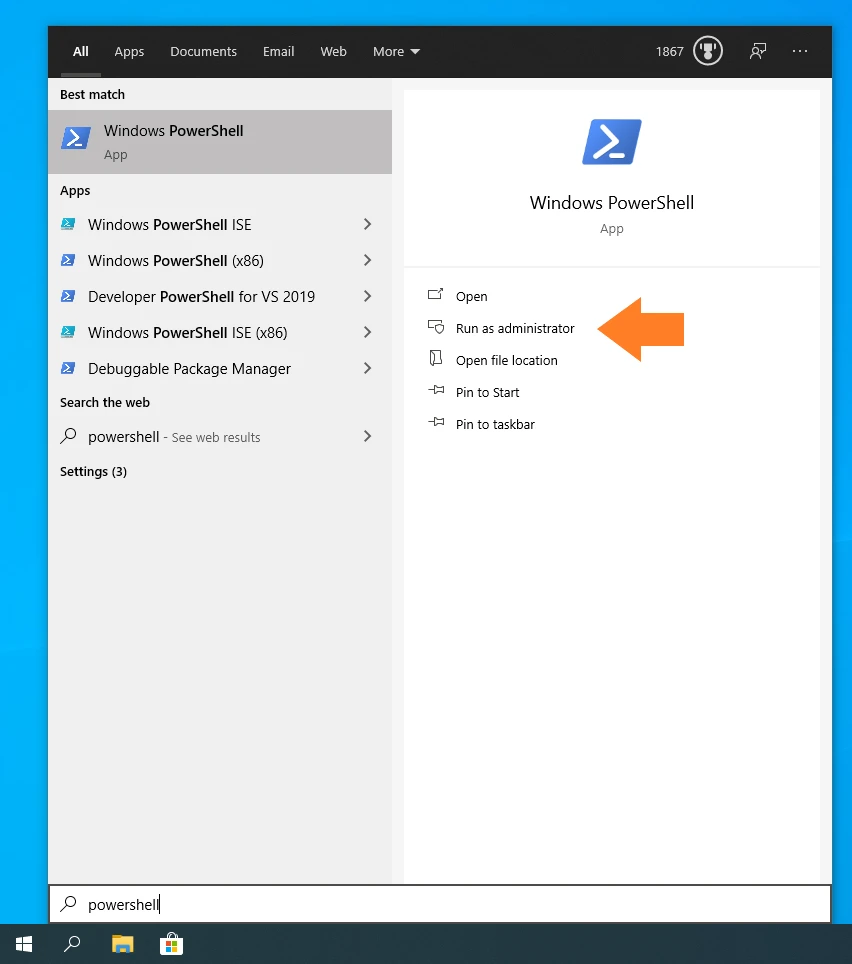 All Apps Documents Email Web More 1867
Best match
Windows PowerShell
App
Apps
Windows PowerShell ISE
Windows PowerShell (x86)
Developer PowerShell for VS 2019
Windows PowerShell ISE (x86)
Debuggable Package Manager
Search the web
powershell - See web results
Settings (3)
Windows PowerShell
App
Open
Run as administrator
Open file location
Pin to Start
Pin to taskbar
powershell